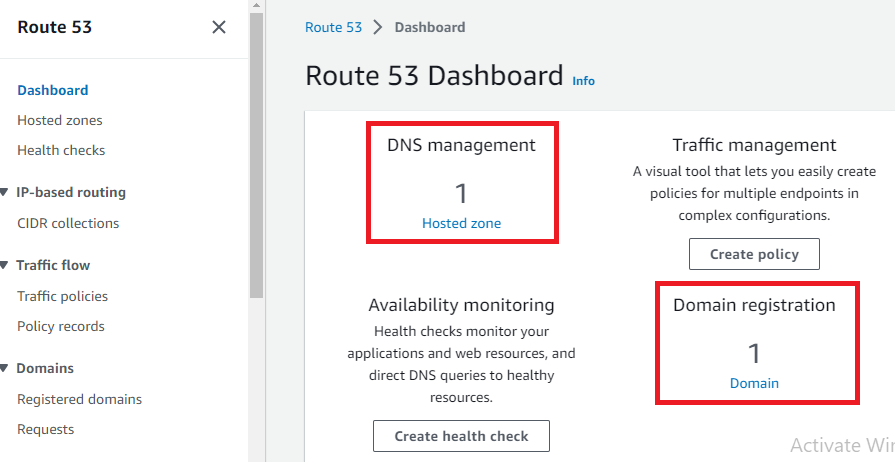 Route 53
Dashboard
Hosted zones
Health checks
IP-based routing
CIDR collections
Traffic flow
Traffic policies
Policy records
Domains
Registered domains
Requests
Route 53 > Dashboard
Route 53 Dashboard Info
DNS management
1
Hosted zone
Traffic management
A visual tool that lets you easily create
policies for multiple endpoints in
complex configurations.
Create policy
Availability monitoring
Health checks monitor your
applications and web resources, and
direct DNS queries to healthy
resources.
Create health check
Domain registration
1
Domain
Activate Win